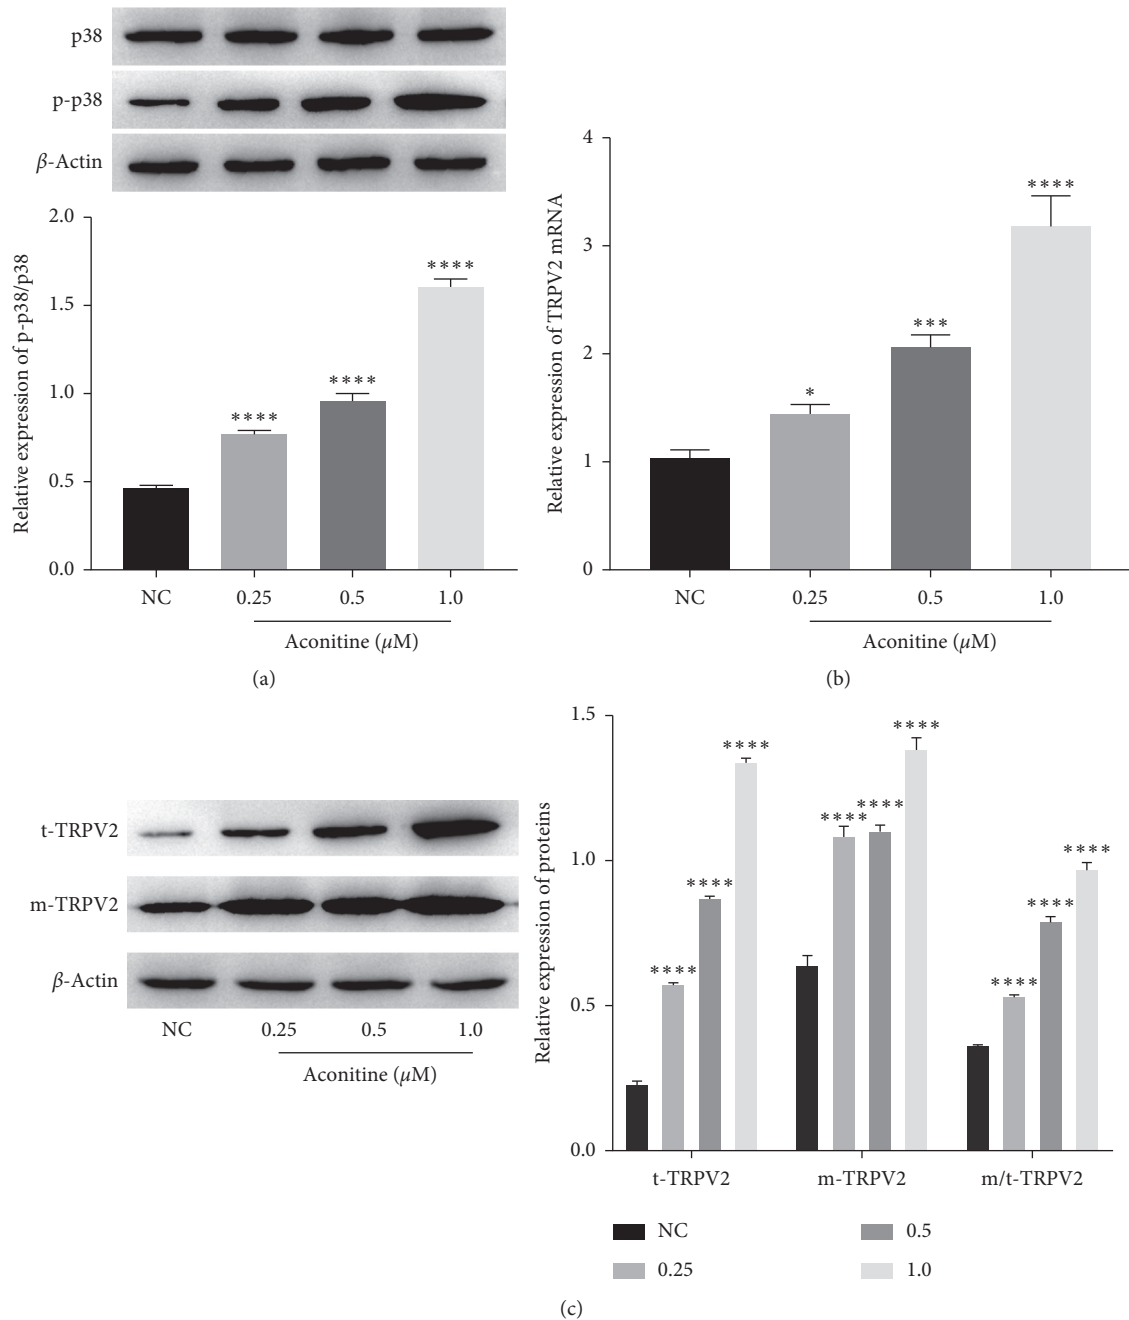 p38
p-p38
β-Actin
Relative expression of p-p38/p38
2.0
1.5
1.0
0.5
0.0
****
****
****
NC 0.25 0.5 1.0
Aconitine (μM)
(a)
Relative expression of TRPV2 mRNA
4
3
2
1
0
*
***
****
NC 0.25 0.5 1.0
Aconitine (μM)
(b)
t-TRPV2
m-TRPV2
β-Actin
NC 0.25 0.5 1.0
Aconitine (μM)
Relative expression of proteins
1.5
1.0
0.5
0.0
**** **** ****
**** **** ****
**** **** ****
t-TRPV2 m-TRPV2 m/t-TRPV2
NC 0.5
0.25 1.0
(c)